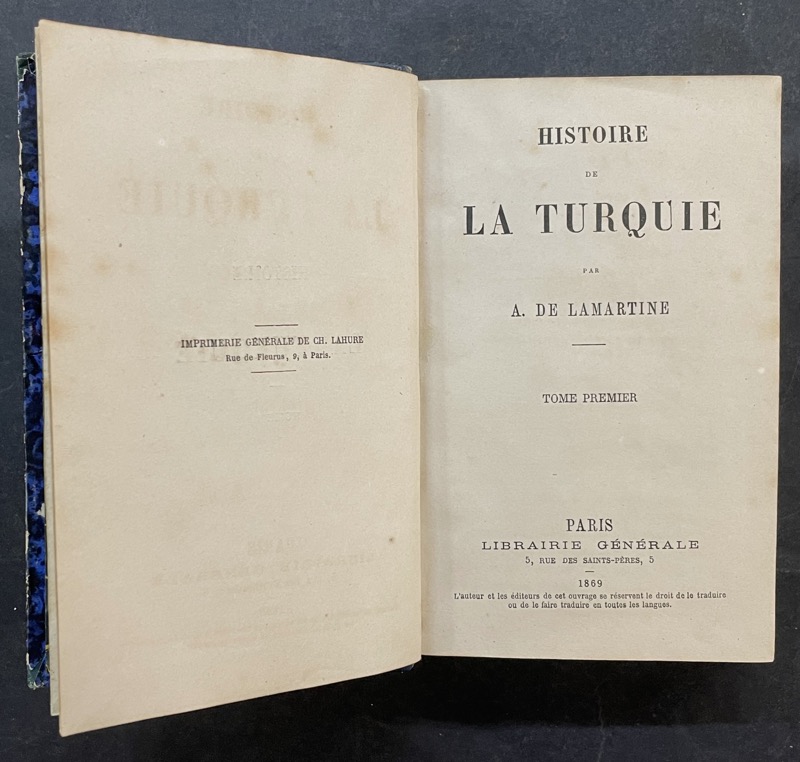 IMPRIMERIE GÉNÉRALE DE CH. LAHURE
Rue de Fleurus, 9, à Paris.
HISTOIRE
DE
LA TURQUIE
PAR
A. DE LAMARTINE
TOME PREMIER
PARIS
LIBRAIRIE GÉNÉRALE
5, RUE DES SAINTS-PÈRES, 5
1869
L'auteur et les éditeurs de cet ouvrage se réservent le droit de le traduire
ou de le faire traduire en toutes les langues.